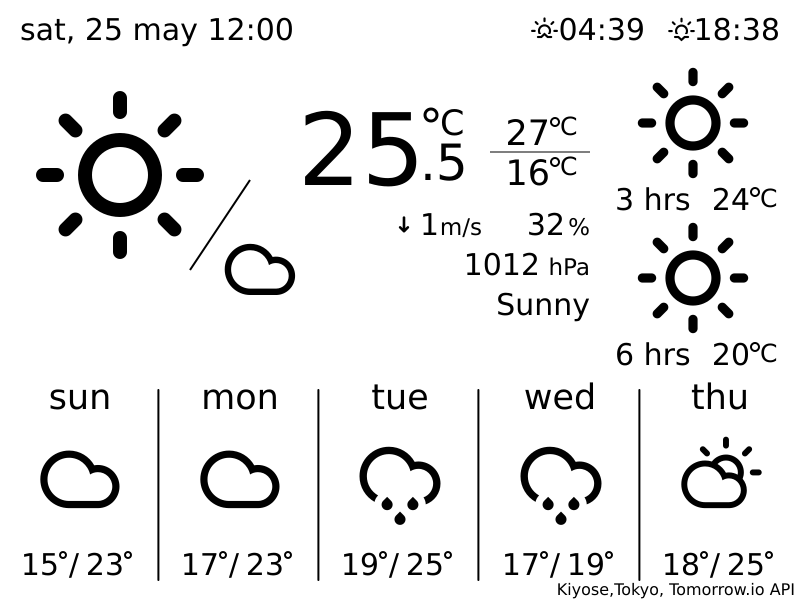 sat, 25 may 12:00 04:39 18:38
25.5℃ 27℃
16℃
3 hrs 24℃
↓ 1m/s 32%
1012 hPa
Sunny
6 hrs 20℃
sun mon tue wed thu
15°/ 23° 17°/ 23° 19°/ 25° 17°/ 19° 18°/ 25°
Kiyose,Tokyo, Tomorrow.io API